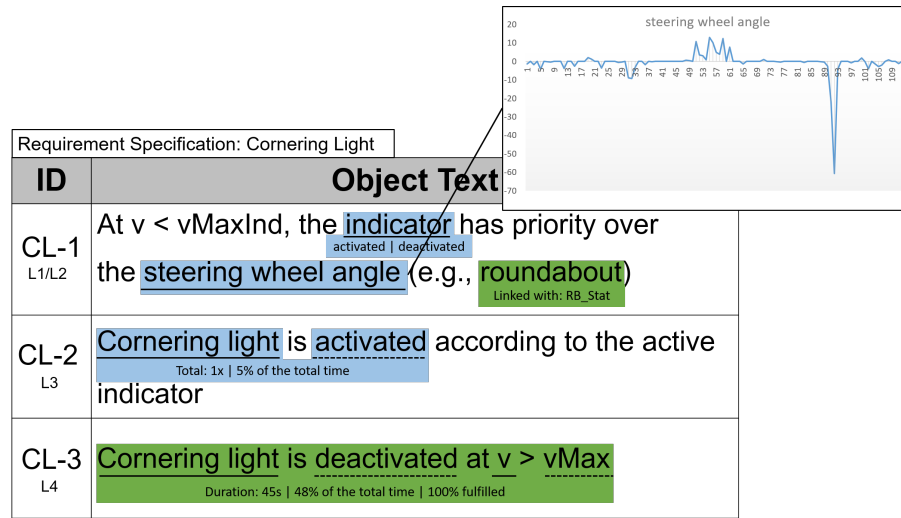 steering wheel angle
20
10
0
-10
-20
-30
-40
-50
-60
-70
1 5 9 13 17 21 25 29 33 37 41 45 49 53 57 61 65 69 73 77 81 85 89 93 97 101 105 109
Requirement Specification: Cornering Light
ID Object Text
CL-1
L1/L2
At v < vMaxInd, the indicator has priority over
activated | deactivated
the steering wheel angle (e.g., roundabout)
Linked with: RB_Stat
CL-2
L3
Cornering light is activated according to the active
Total: 1x | 5% of the total time
indicator
CL-3
L4
Cornering light is deactivated at v > vMax
Duration: 45s | 48% of the total time | 100% fulfilled